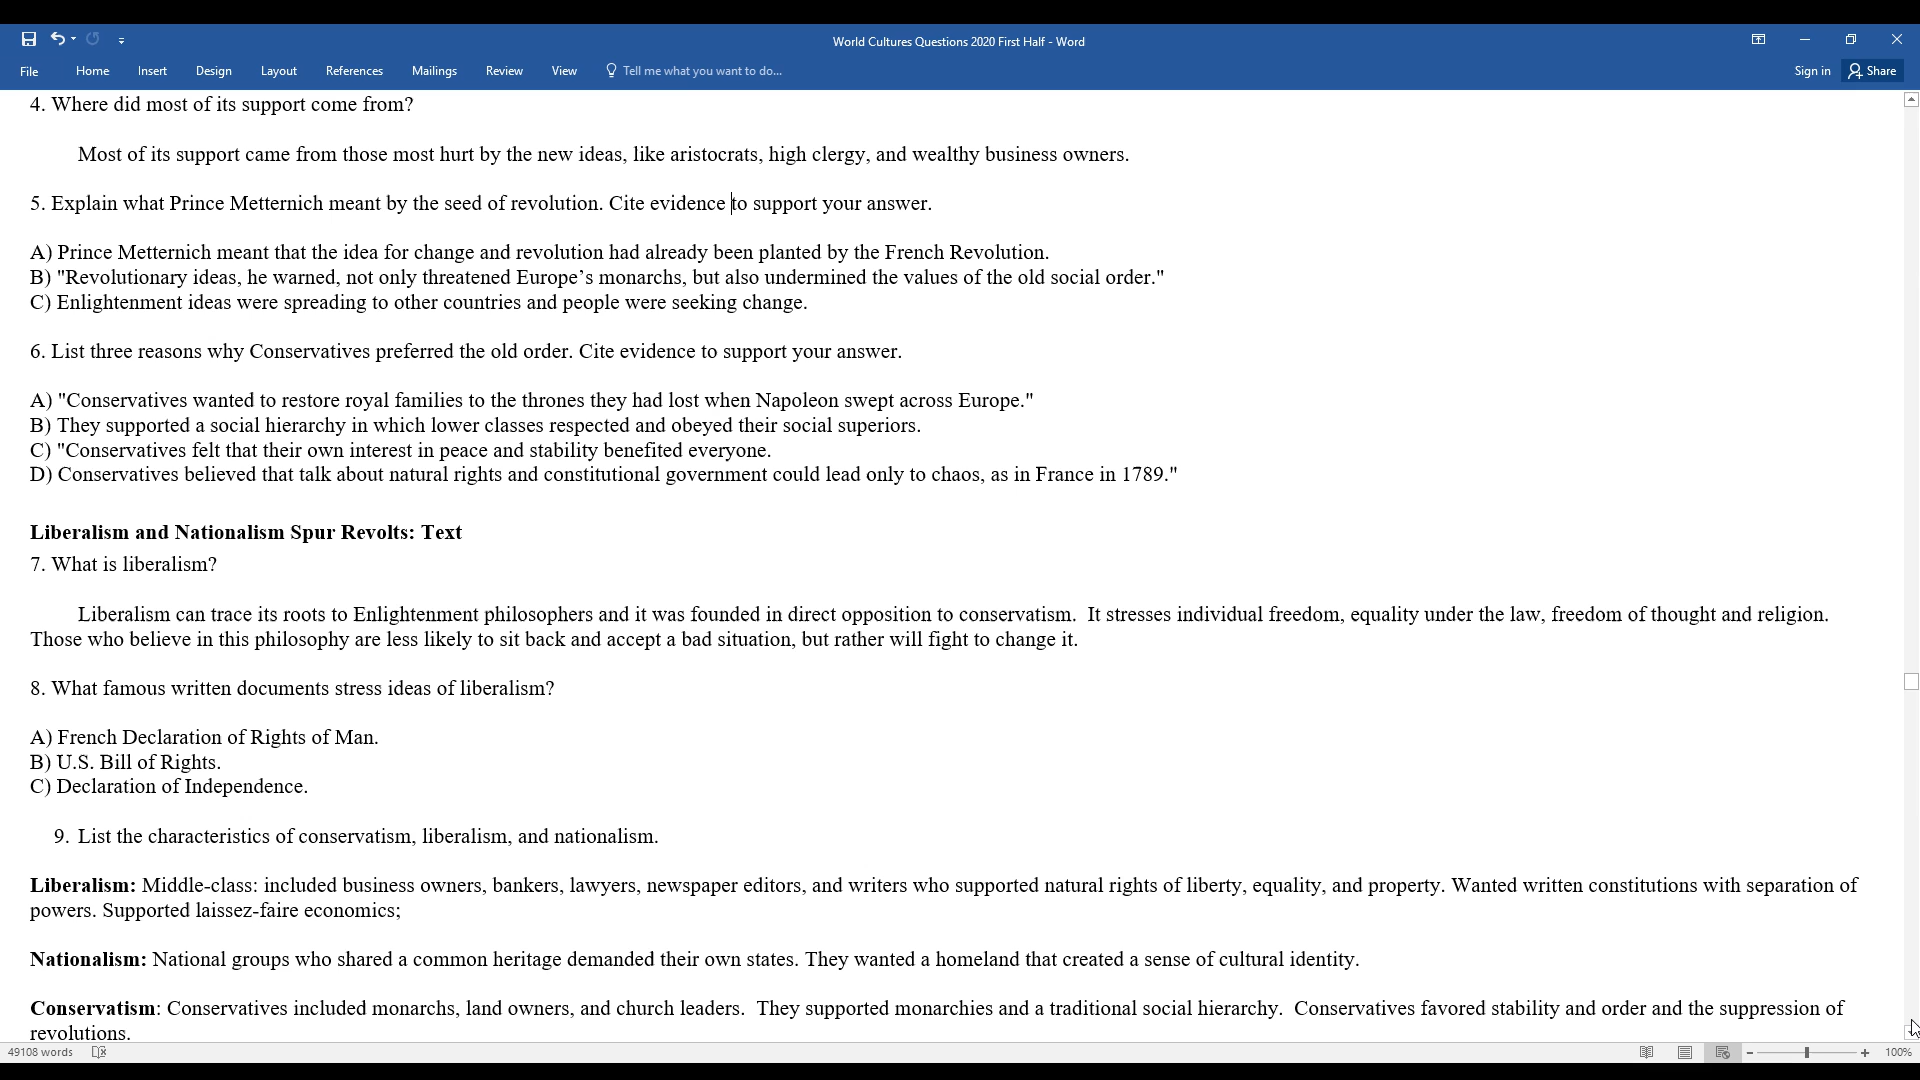 World Cultures Questions 2020 First Half - Word
File Home Insert Design Layout References Mailings Review View Tell me what you want to do... Sign in Share
4. Where did most of its support come from?
Most of its support came from those most hurt by the new ideas, like aristocrats, high clergy, and wealthy business owners.
5. Explain what Prince Metternich meant by the seed of revolution. Cite evidence to support your answer.
A) Prince Metternich meant that the idea for change and revolution had already been planted by the French Revolution.
B) "Revolutionary ideas, he warned, not only threatened Europe’s monarchs, but also undermined the values of the old social order."
C) Enlightenment ideas were spreading to other countries and people were seeking change.
6. List three reasons why Conservatives preferred the old order. Cite evidence to support your answer.
A) "Conservatives wanted to restore royal families to the thrones they had lost when Napoleon swept across Europe."
B) They supported a social hierarchy in which lower classes respected and obeyed their social superiors.
C) "Conservatives felt that their own interest in peace and stability benefited everyone.
D) Conservatives believed that talk about natural rights and constitutional government could lead only to chaos, as in France in 1789."
Liberalism and Nationalism Spur Revolts: Text
7. What is liberalism?
Liberalism can trace its roots to Enlightenment philosophers and it was founded in direct opposition to conservatism.  It stresses individual freedom, equality under the law, freedom of thought and religion.
Those who believe in this philosophy are less likely to sit back and accept a bad situation, but rather will fight to change it.
8. What famous written documents stress ideas of liberalism?
A) French Declaration of Rights of Man.
B) U.S. Bill of Rights.
C) Declaration of Independence.
9. List the characteristics of conservatism, liberalism, and nationalism.
Liberalism: Middle-class: included business owners, bankers, lawyers, newspaper editors, and writers who supported natural rights of liberty, equality, and property. Wanted written constitutions with separation of
powers. Supported laissez-faire economics;
Nationalism: National groups who shared a common heritage demanded their own states. They wanted a homeland that created a sense of cultural identity.
Conservatism: Conservatives included monarchs, land owners, and church leaders.  They supported monarchies and a traditional social hierarchy.  Conservatives favored stability and order and the suppression of
revolutions.
49108 words 100%